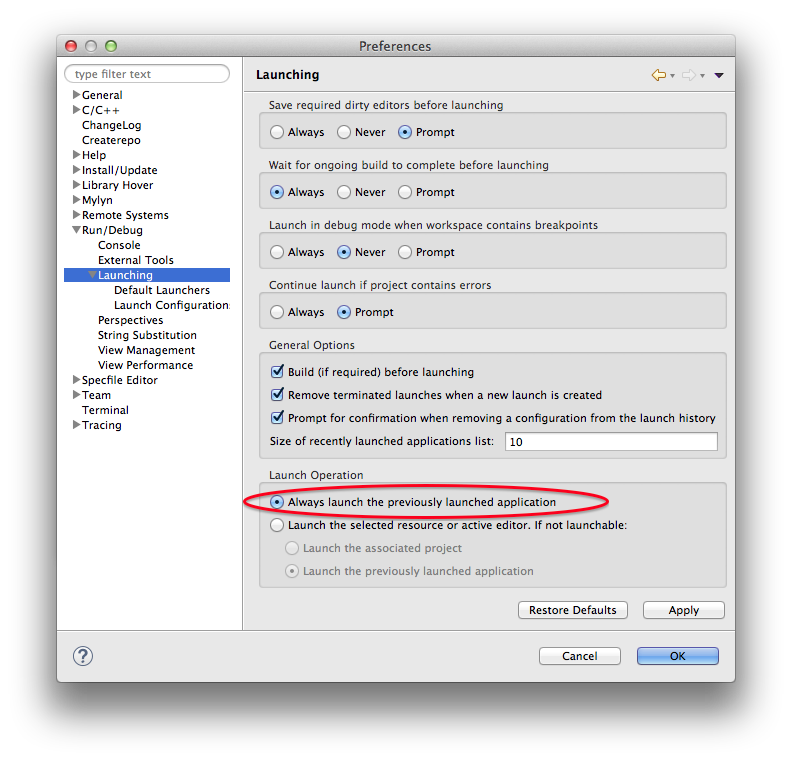 Preferences
type filter text
General
C/C++
ChangeLog
Createrepo
Help
Install/Update
Library Hover
Mylyn
Remote Systems
Run/Debug
Console
External Tools
Launching
Default Launchers
Launch Configuration
Perspectives
String Substitution
View Management
View Performance
Specfile Editor
Team
Terminal
Tracing
Launching
Save required dirty editors before launching
Always Never Prompt
Wait for ongoing build to complete before launching
Always Never Prompt
Launch in debug mode when workspace contains breakpoints
Always Never Prompt
Continue launch if project contains errors
Always Prompt
General Options
Build (if required) before launching
Remove terminated launches when a new launch is created
Prompt for confirmation when removing a configuration from the launch history
Size of recently launched applications list: 10
Launch Operation
Always launch the previously launched application
Launch the selected resource or active editor. If not launchable:
Launch the associated project
Launch the previously launched application
Restore Defaults Apply
? Cancel OK